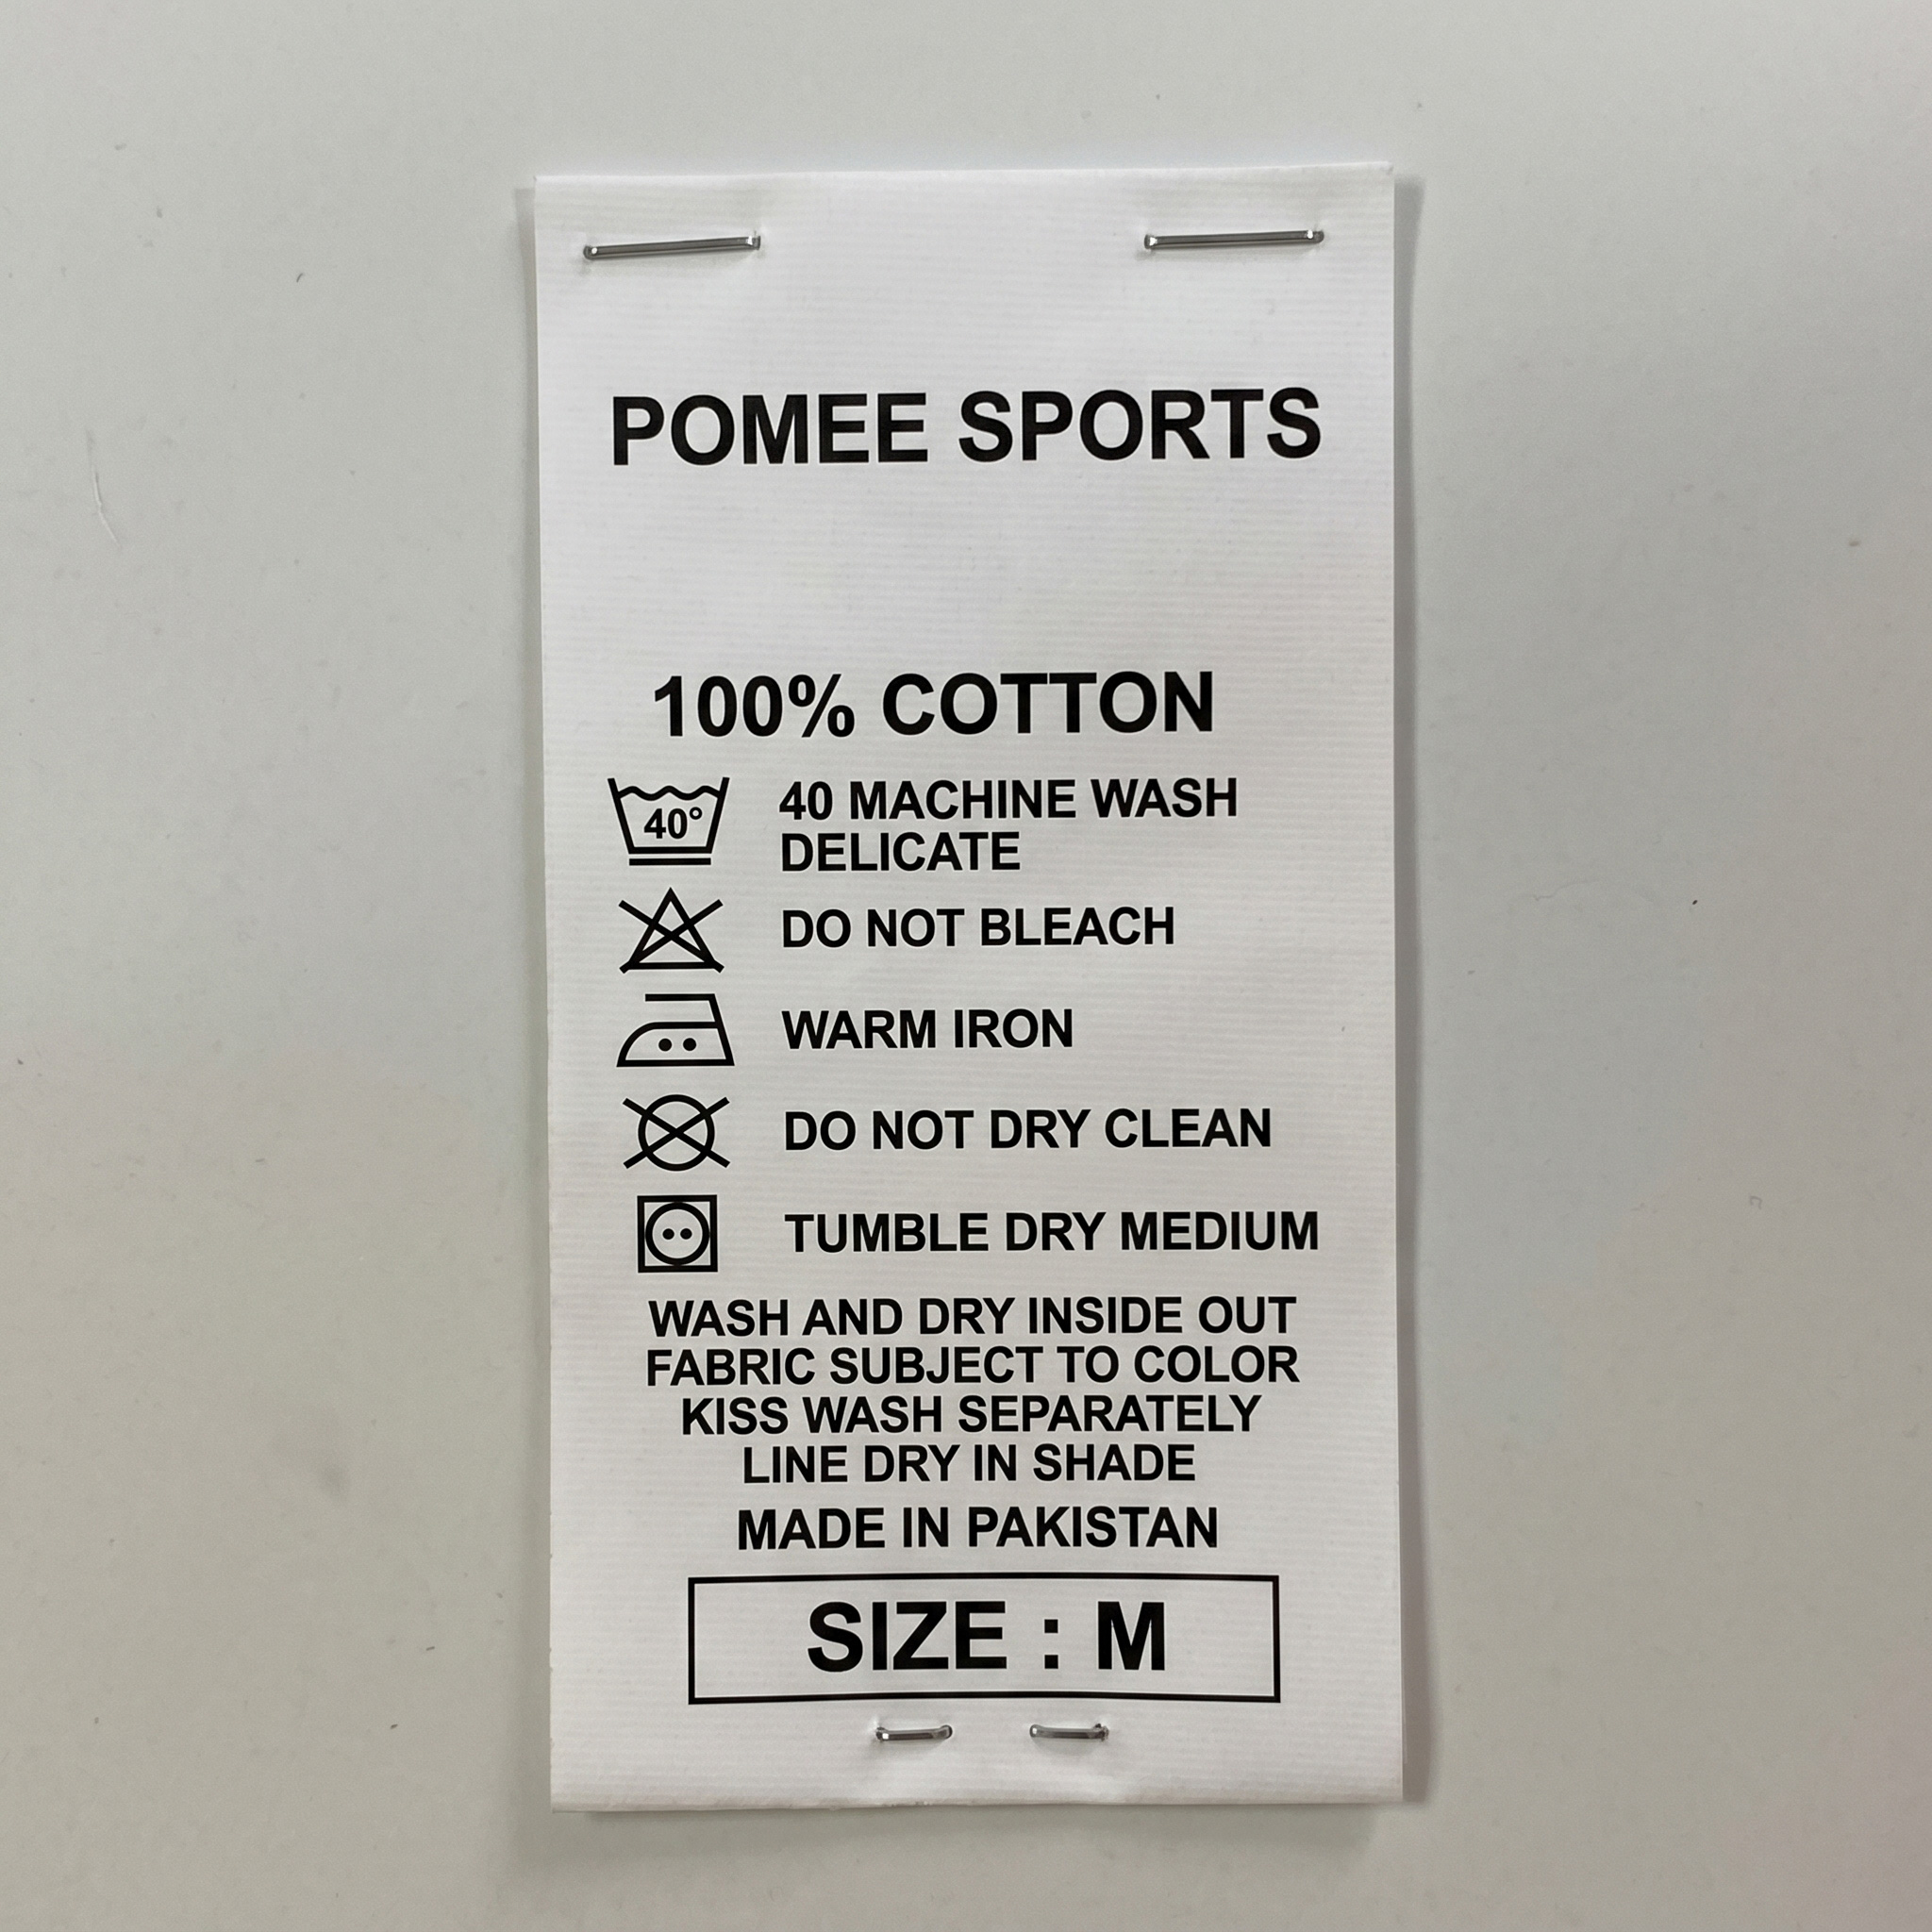 POMEE SPORTS
100% COTTON
40°
40 MACHINE WASH
DELICATE
DO NOT BLEACH
WARM IRON
DO NOT DRY CLEAN
TUMBLE DRY MEDIUM
WASH AND DRY INSIDE OUT
FABRIC SUBJECT TO COLOR
KISS WASH SEPARATELY
LINE DRY IN SHADE
MADE IN PAKISTAN
SIZE : M